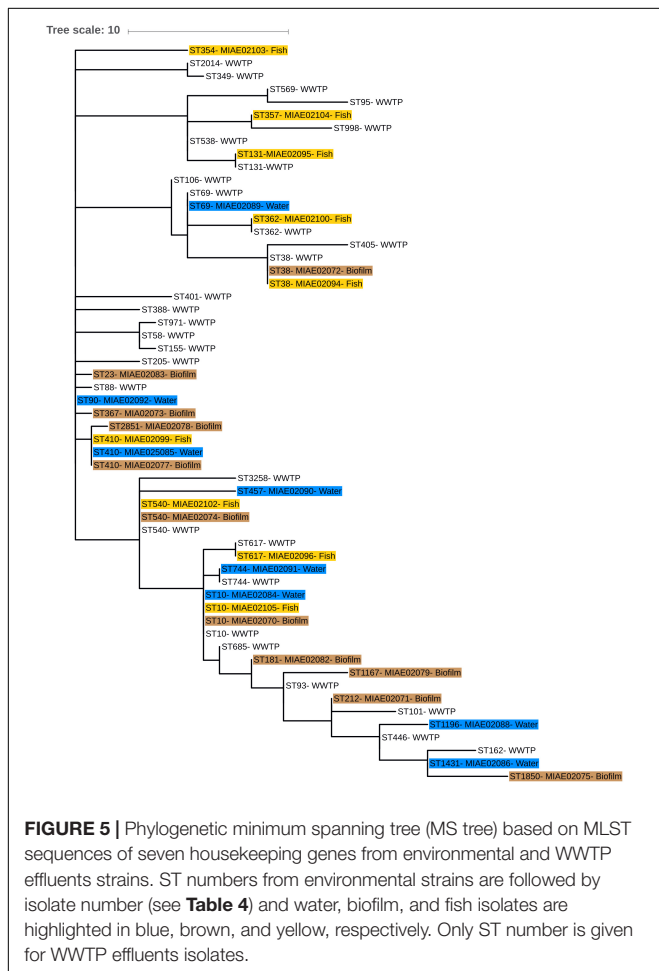 Tree scale: 10
ST354- MIAE02103- Fish
ST2014- WWTP
ST349- WWTP
ST569- WWTP
ST95- WWTP
ST357- MIAE02104- Fish
ST998- WWTP
ST538- WWTP
ST131-MIAE02095- Fish
ST131-WWTP
ST106- WWTP
ST69- WWTP
ST69- MIAE02089- Water
ST362- MIAE02100- Fish
ST362- WWTP
ST405- WWTP
ST38- WWTP
ST38- MIAE02072- Biofilm
ST38- MIAE02094- Fish
ST401- WWTP
ST388- WWTP
ST971- WWTP
ST58- WWTP
ST155- WWTP
ST205- WWTP
ST23- MIAE02083- Biofilm
ST88- WWTP
ST90- MIAE02092- Water
ST367- MIA02073- Biofilm
ST2851- MIAE02078- Biofilm
ST410- MIAE02099- Fish
ST410- MIAE025085- Water
ST410- MIAE02077- Biofilm
ST3258- WWTP
ST457- MIAE02090- Water
ST540- MIAE02102- Fish
ST540- MIAE02074- Biofilm
ST540- WWTP
ST617- WWTP
ST617- MIAE02096- Fish
ST744- MIAE02091- Water
ST744- WWTP
ST10- MIAE02084- Water
ST10- MIAE02105- Fish
ST10- MIAE02070- Biofilm
ST10- WWTP
ST685- WWTP
ST181- MIAE02082- Biofilm
ST1167- MIAE02079- Biofilm
ST93- WWTP
ST212- MIAE02071- Biofilm
ST101- WWTP
ST1196- MIAE02088- Water
ST446- WWTP
ST162- WWTP
ST1431- MIAE02086- Water
ST1850- MIAE02075- Biofilm
FIGURE 5 | Phylogenetic minimum spanning tree (MS tree) based on MLST
sequences of seven housekeeping genes from environmental and WWTP
effluents strains. ST numbers from environmental strains are followed by
isolate number (see Table 4) and water, biofilm, and fish isolates are
highlighted in blue, brown, and yellow, respectively. Only ST number is given
for WWTP effluents isolates.